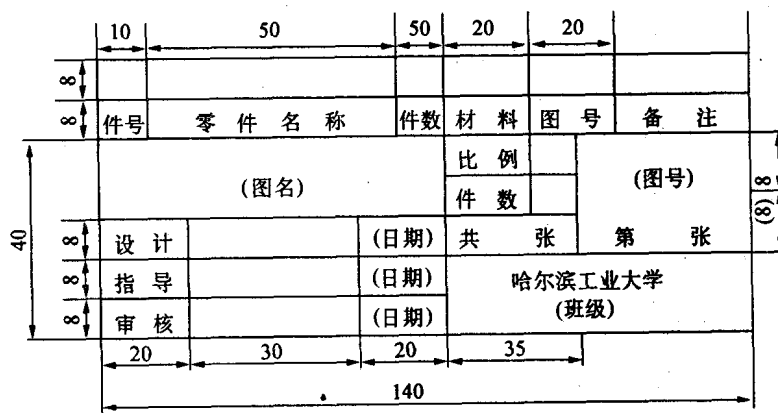 10 50 50 20 20
8
8 件号 零件名称 件数 材料 图号 备注
(图名) 比例 (图号)
件数
40
8 设计 (日期) 共 张 第 张
8 指导 (日期) 哈尔滨工业大学
(班级)
8 审核 (日期)
8
(8)
20 30 20 35
140